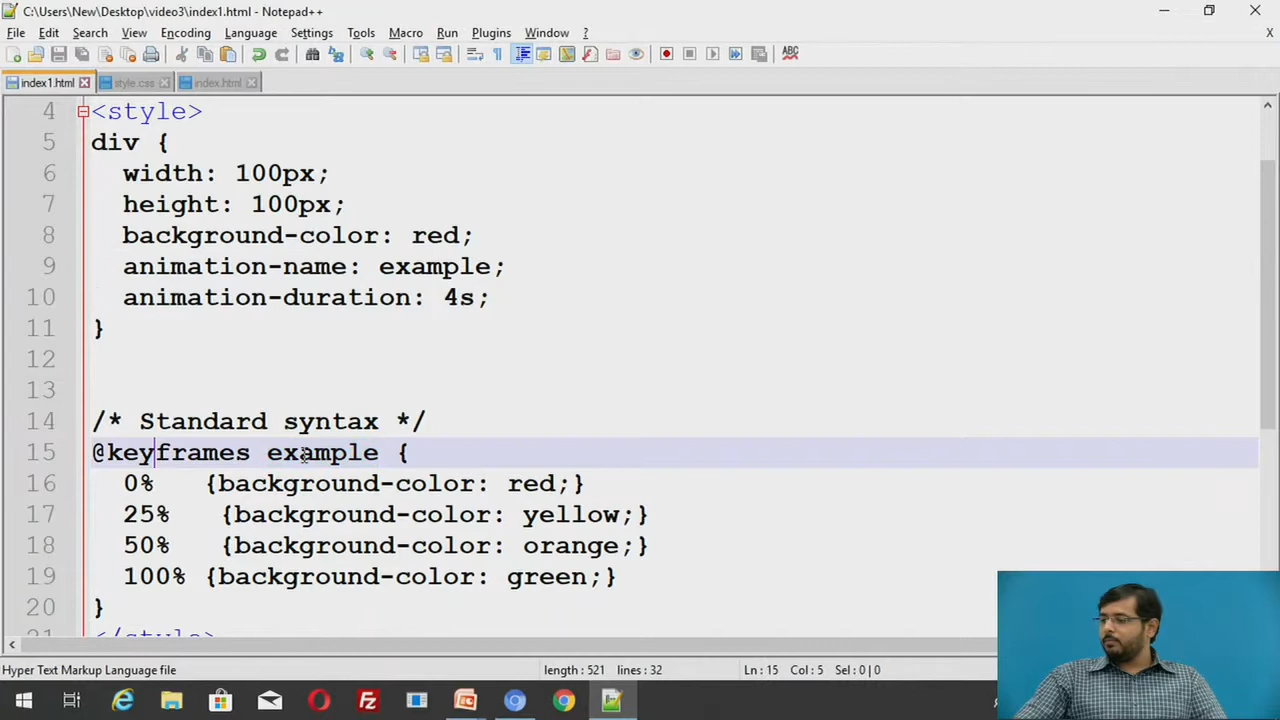 C:\Users\New\Desktop\video3\index1.html - Notepad++
File Edit Search View Encoding Language Settings Tools Macro Run Plugins Window ? X
ABC
index1.html style.css index.html
4 <style>
5 div {
6 width: 100px;
7 height: 100px;
8 background-color: red;
9 animation-name: example;
10 animation-duration: 4s;
11 }
12
13
14 /* Standard syntax */
15 @keyframes example {
16 0% {background-color: red;}
17 25% {background-color: yellow;}
18 50% {background-color: orange;}
19 100% {background-color: green;}
20 }
21 </style>
Hyper Text Markup Language file length : 521 lines : 32 Ln : 15 Col : 5 Sel : 0 | 0